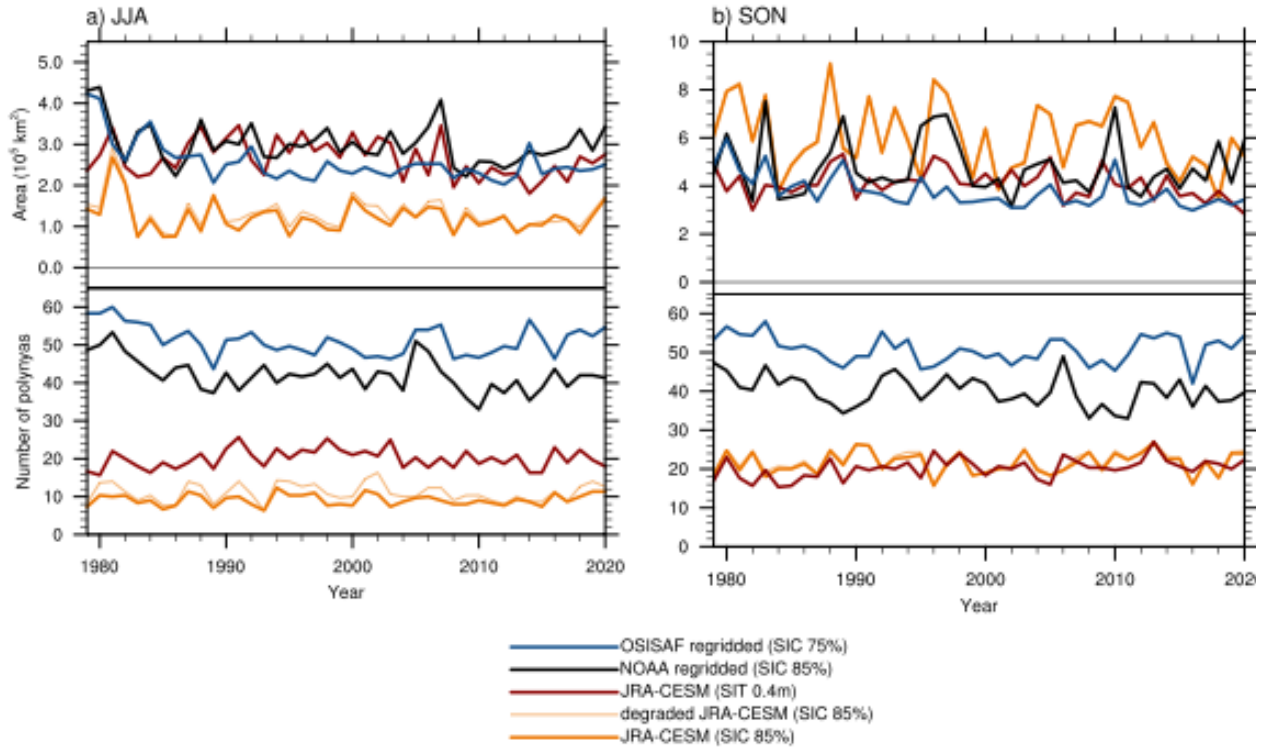 a) JJA
b) SON
Area (10⁵ km²)
5.0
4.0
3.0
2.0
1.0
0.0
10
8
6
4
2
0
Number of polynyas
60
50
40
30
20
10
0
60
50
40
30
20
10
0
1980 1990 2000 2010 2020
Year
1980 1990 2000 2010 2020
Year
OSISAF regridded (SIC 75%)
NOAA regridded (SIC 85%)
JRA-CESM (SIT 0.4m)
degraded JRA-CESM (SIC 85%)
JRA-CESM (SIC 85%)